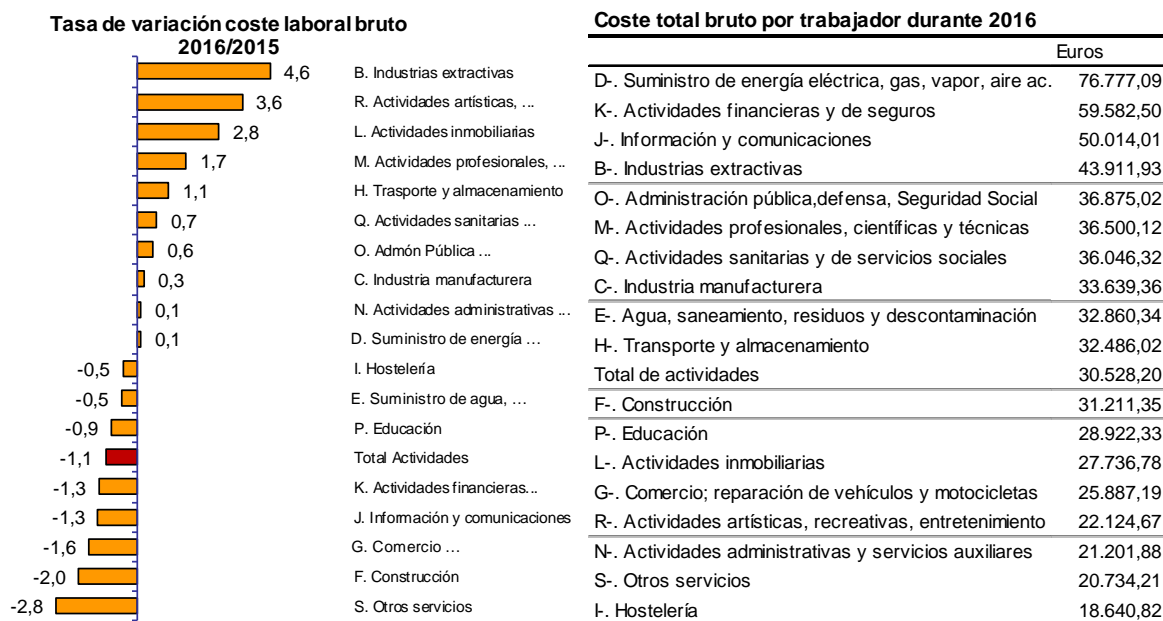 Tasa de variación coste laboral bruto
2016/2015
4,6 B. Industrias extractivas
3,6 R. Actividades artísticas, ...
2,8 L. Actividades inmobiliarias
1,7 M. Actividades profesionales, ...
1,1 H. Trasporte y almacenamiento
0,7 Q. Actividades sanitarias ...
0,6 O. Admón Pública ...
0,3 C. Industria manufacturera
0,1 N. Actividades administrativas ...
0,1 D. Suministro de energía ...
-0,5 I. Hostelería
-0,5 E. Suministro de agua, ...
-0,9 P. Educación
-1,1 Total Actividades
-1,3 K. Actividades financieras...
-1,3 J. Información y comunicaciones
-1,6 G. Comercio ...
-2,0 F. Construcción
-2,8 S. Otros servicios
Coste total bruto por trabajador durante 2016
Euros
D-. Suministro de energía eléctrica, gas, vapor, aire ac. 76.777,09
K-. Actividades financieras y de seguros 59.582,50
J-. Información y comunicaciones 50.014,01
B-. Industrias extractivas 43.911,93
O-. Administración pública,defensa, Seguridad Social 36.875,02
M-. Actividades profesionales, científicas y técnicas 36.500,12
Q-. Actividades sanitarias y de servicios sociales 36.046,32
C-. Industria manufacturera 33.639,36
E-. Agua, saneamiento, residuos y descontaminación 32.860,34
H-. Transporte y almacenamiento 32.486,02
Total de actividades 30.528,20
F-. Construcción 31.211,35
P-. Educación 28.922,33
L-. Actividades inmobiliarias 27.736,78
G-. Comercio; reparación de vehículos y motocicletas 25.887,19
R-. Actividades artísticas, recreativas, entretenimiento 22.124,67
N-. Actividades administrativas y servicios auxiliares 21.201,88
S-. Otros servicios 20.734,21
I-. Hostelería 18.640,82